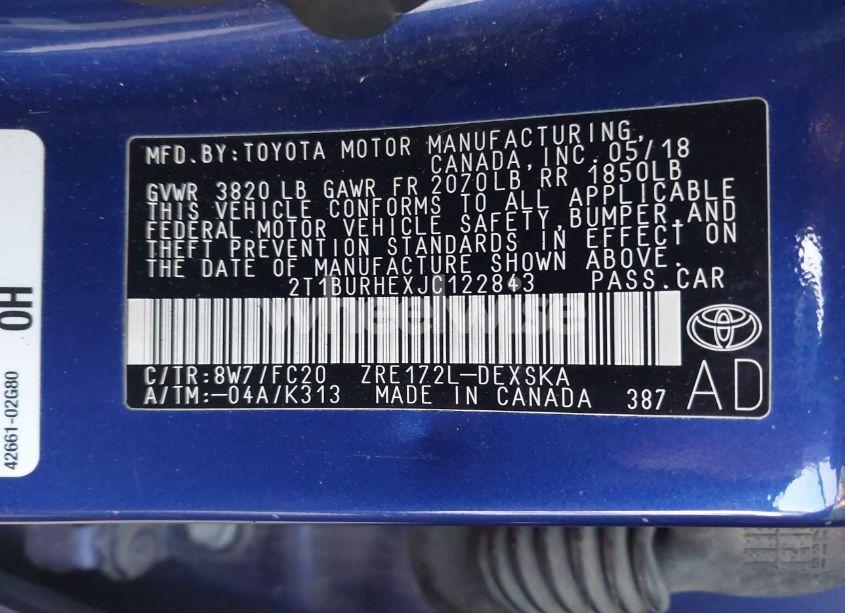 MFD.BY:TOYOTA MOTOR MANUFACTURING,
CANADA,INC.05/18
GVWR 3820 LB GAWR FR 2070LB RR 1850LB
THIS VEHICLE CONFORMS TO ALL APPLICABLE
FEDERAL MOTOR VEHICLE SAFETY,BUMPER,AND
THEFT PREVENTION STANDARDS IN EFFECT ON
THE DATE OF MANUFACTURE SHOWN ABOVE.
2T1BURHEXJC122843 PASS.CAR
wheelwise
C/TR:8W7/FC20 ZRE172L-DEXSKA
A/TM:-04A/K313 MADE IN CANADA 387
AD
OH
42661-02G80